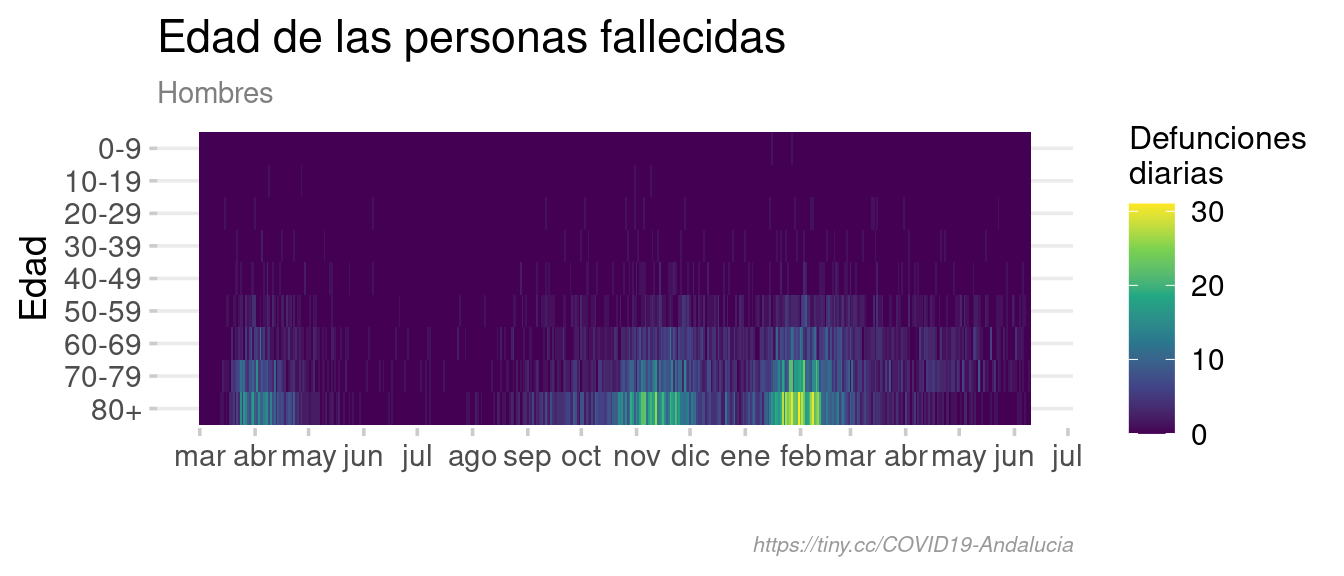 Edad de las personas fallecidas
Hombres
Edad
0-9
10-19
20-29
30-39
40-49
50-59
60-69
70-79
80+
mar abr may jun jul ago sep oct nov dic ene feb mar abr may jun jul
Defunciones
diarias
30
20
10
0
https://tiny.cc/COVID19-Andalucia